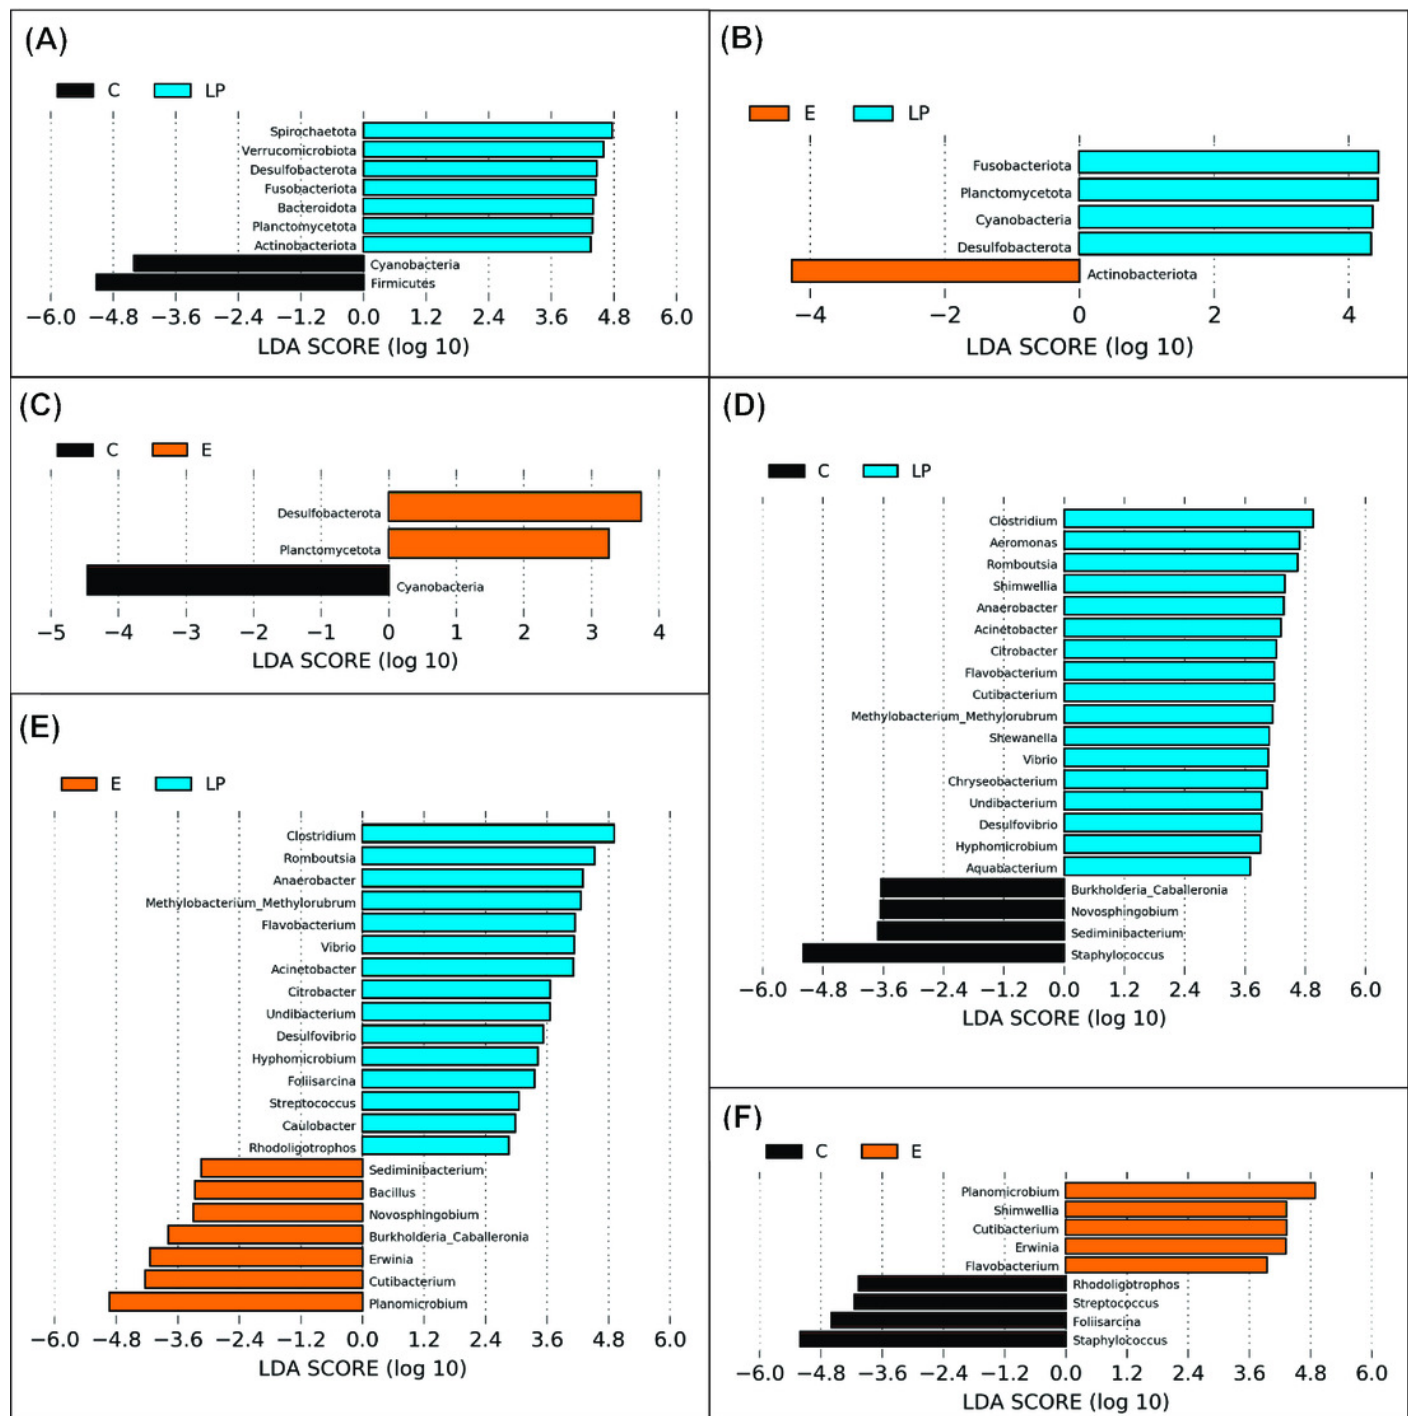 (A)
C LP
Spirochaetota
Verrucomicrobiota
Desulfobacterota
Fusobacteriota
Bacteroidota
Planctomycetota
Actinobacteriota
Cyanobacteria
Firmicutes
−6.0 −4.8 −3.6 −2.4 −1.2 0.0 1.2 2.4 3.6 4.8 6.0
LDA SCORE (log 10)
(B)
E LP
Fusobacteriota
Planctomycetota
Cyanobacteria
Desulfobacterota
Actinobacteriota
−4 −2 0 2 4
LDA SCORE (log 10)
(C)
C E
Desulfobacterota
Planctomycetota
Cyanobacteria
−5 −4 −3 −2 −1 0 1 2 3 4
LDA SCORE (log 10)
(D)
C LP
Clostridium
Aeromonas
Romboutsia
Shimwellia
Anaerobacter
Acinetobacter
Citrobacter
Flavobacterium
Cutibacterium
Methylobacterium_Methylorubrum
Shewanella
Vibrio
Chryseobacterium
Undibacterium
Desulfovibrio
Hyphomicrobium
Aquabacterium
Burkholderia_Caballeronia
Novosphingobium
Sediminibacterium
Staphylococcus
−6.0 −4.8 −3.6 −2.4 −1.2 0.0 1.2 2.4 3.6 4.8 6.0
LDA SCORE (log 10)
(E)
E LP
Clostridium
Romboutsia
Anaerobacter
Methylobacterium_Methylorubrum
Flavobacterium
Vibrio
Acinetobacter
Citrobacter
Undibacterium
Desulfovibrio
Hyphomicrobium
Foliisarcina
Streptococcus
Caulobacter
Rhodoligotrophos
Sediminibacterium
Bacillus
Novosphingobium
Burkholderia_Caballeronia
Erwinia
Cutibacterium
Planomicrobium
−6.0 −4.8 −3.6 −2.4 −1.2 0.0 1.2 2.4 3.6 4.8 6.0
LDA SCORE (log 10)
(F)
C E
Planomicrobium
Shimwellia
Cutibacterium
Erwinia
Flavobacterium
Rhodoligotrophos
Streptococcus
Foliisarcina
Staphylococcus
−6.0 −4.8 −3.6 −2.4 −1.2 0.0 1.2 2.4 3.6 4.8 6.0
LDA SCORE (log 10)